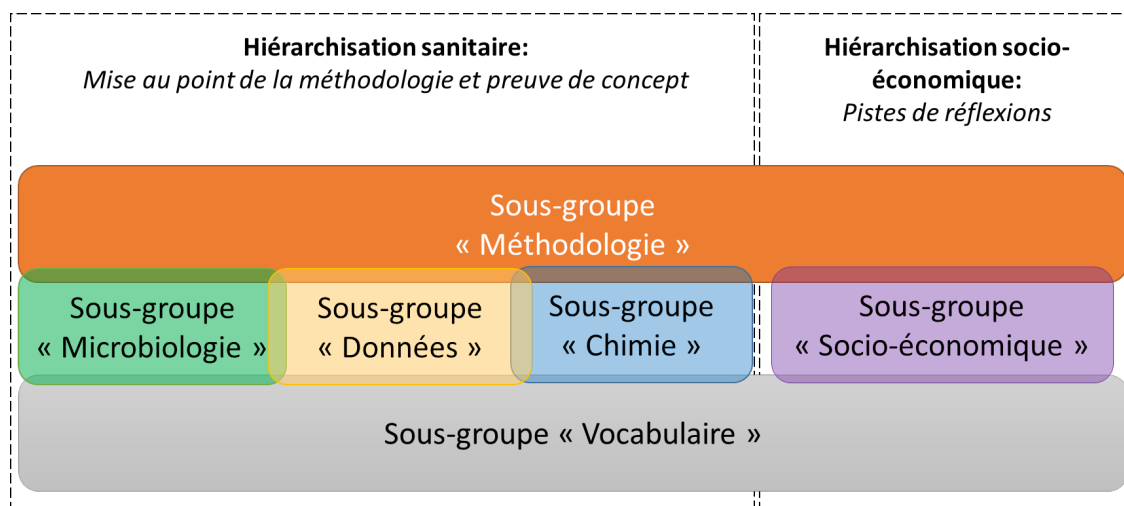 Hiérarchisation sanitaire:
Mise au point de la méthodologie et preuve de concept
Hiérarchisation socio-
économique:
Pistes de réflexions
Sous-groupe
« Méthodologie »
Sous-groupe
« Microbiologie »
Sous-groupe
« Données »
Sous-groupe
« Chimie »
Sous-groupe
« Socio-économique »
Sous-groupe « Vocabulaire »